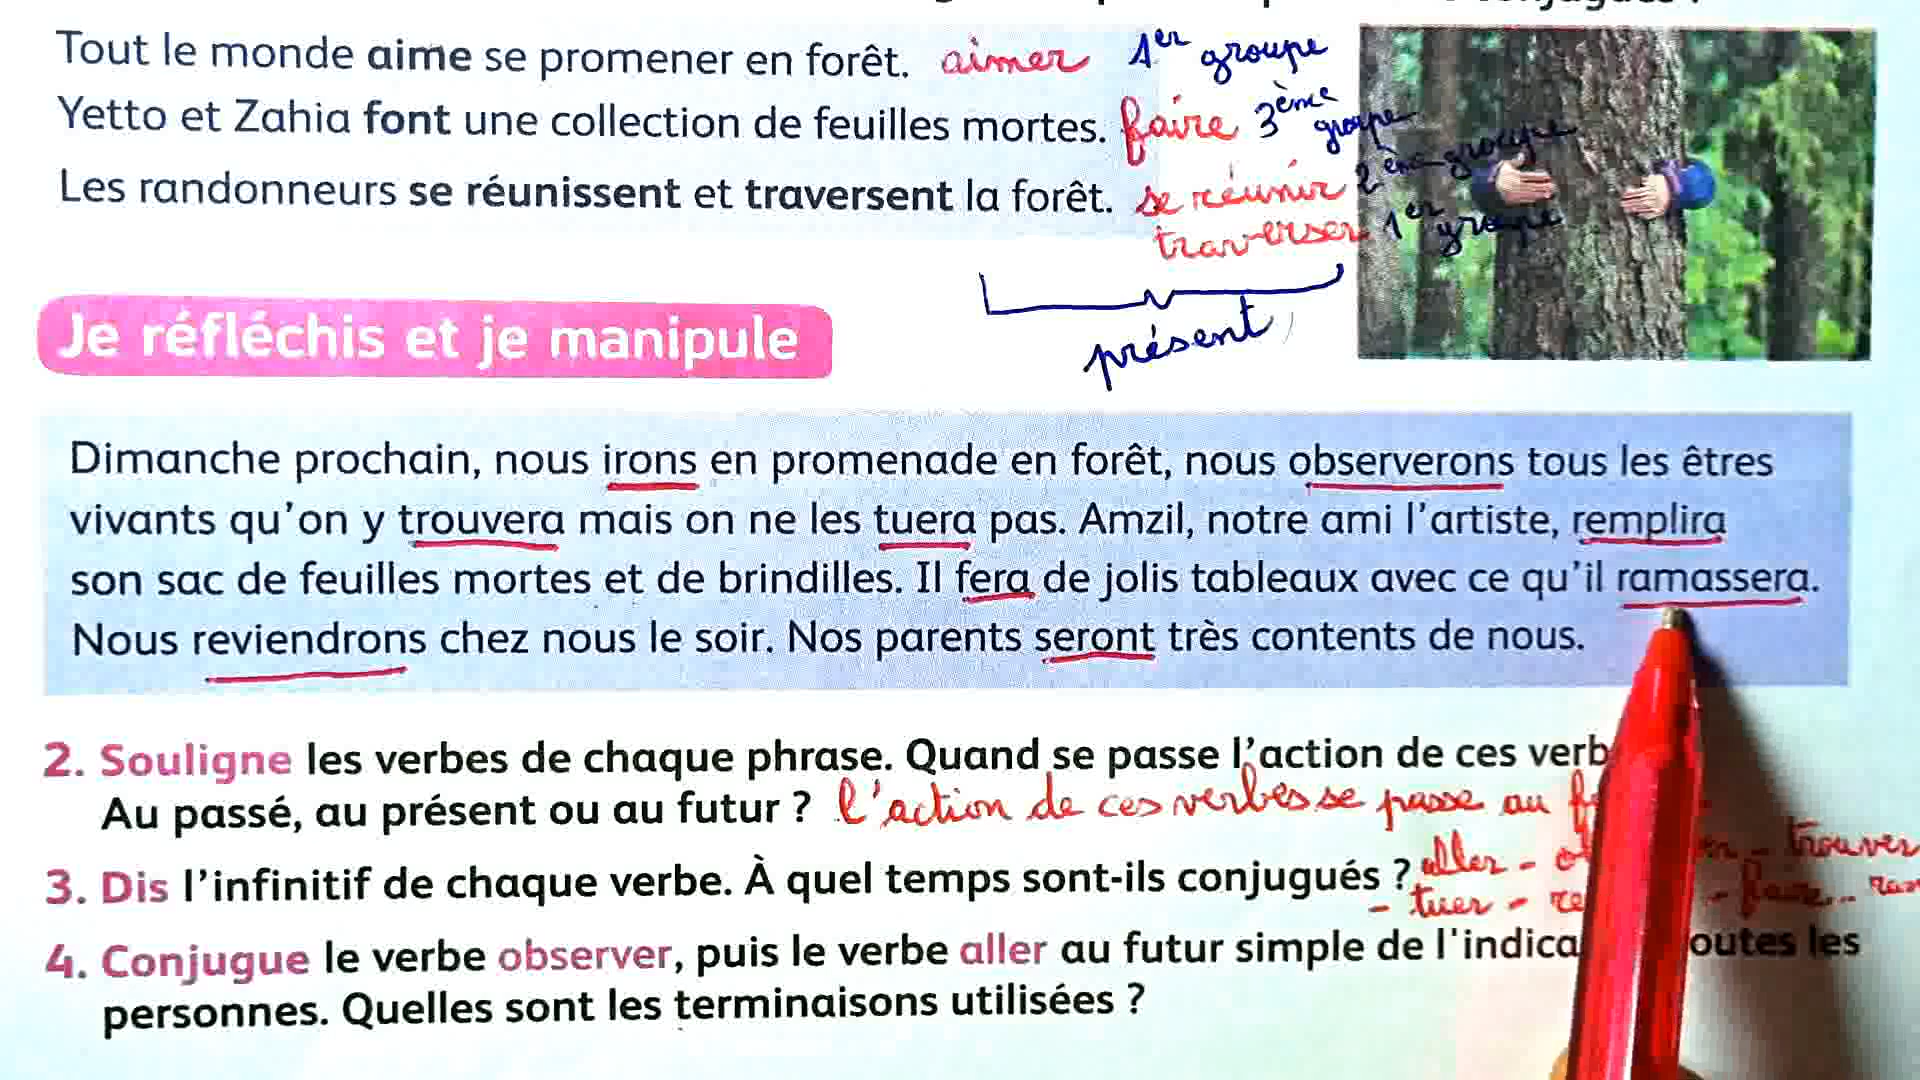 Tout le monde aime se promener en forêt. aimer 1er groupe
Yetto et Zahia font une collection de feuilles mortes. faire 3ème groupe
Les randonneurs se réunissent et traversent la forêt. se réunir 2ème groupe
traverser 1er groupe
présent
Je réfléchis et je manipule
Dimanche prochain, nous irons en promenade en forêt, nous observerons tous les êtres
vivants qu'on y trouvera mais on ne les tuera pas. Amzil, notre ami l'artiste, remplira
son sac de feuilles mortes et de brindilles. Il fera de jolis tableaux avec ce qu'il ramassera.
Nous reviendrons chez nous le soir. Nos parents seront très contents de nous.
2. Souligne les verbes de chaque phrase. Quand se passe l'action de ces verb
Au passé, au présent ou au futur ? l'action de ces verbes se passe au
3. Dis l'infinitif de chaque verbe. À quel temps sont-ils conjugués ? aller - - trouver
- tuer - - faire -
4. Conjugue le verbe observer, puis le verbe aller au futur simple de l'indica outes les
personnes. Quelles sont les terminaisons utilisées ?